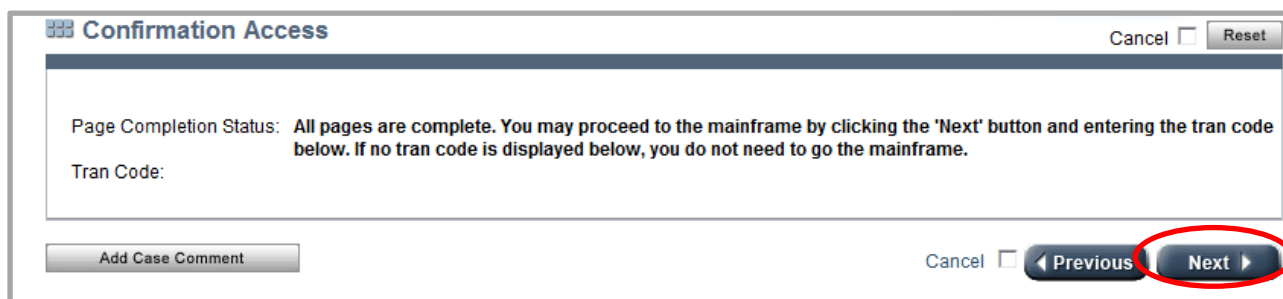 Confirmation Access
Cancel Reset
Page Completion Status: All pages are complete. You may proceed to the mainframe by clicking the 'Next' button and entering the tran code
below. If no tran code is displayed below, you do not need to go the mainframe.
Tran Code:
Add Case Comment Cancel Previous Next